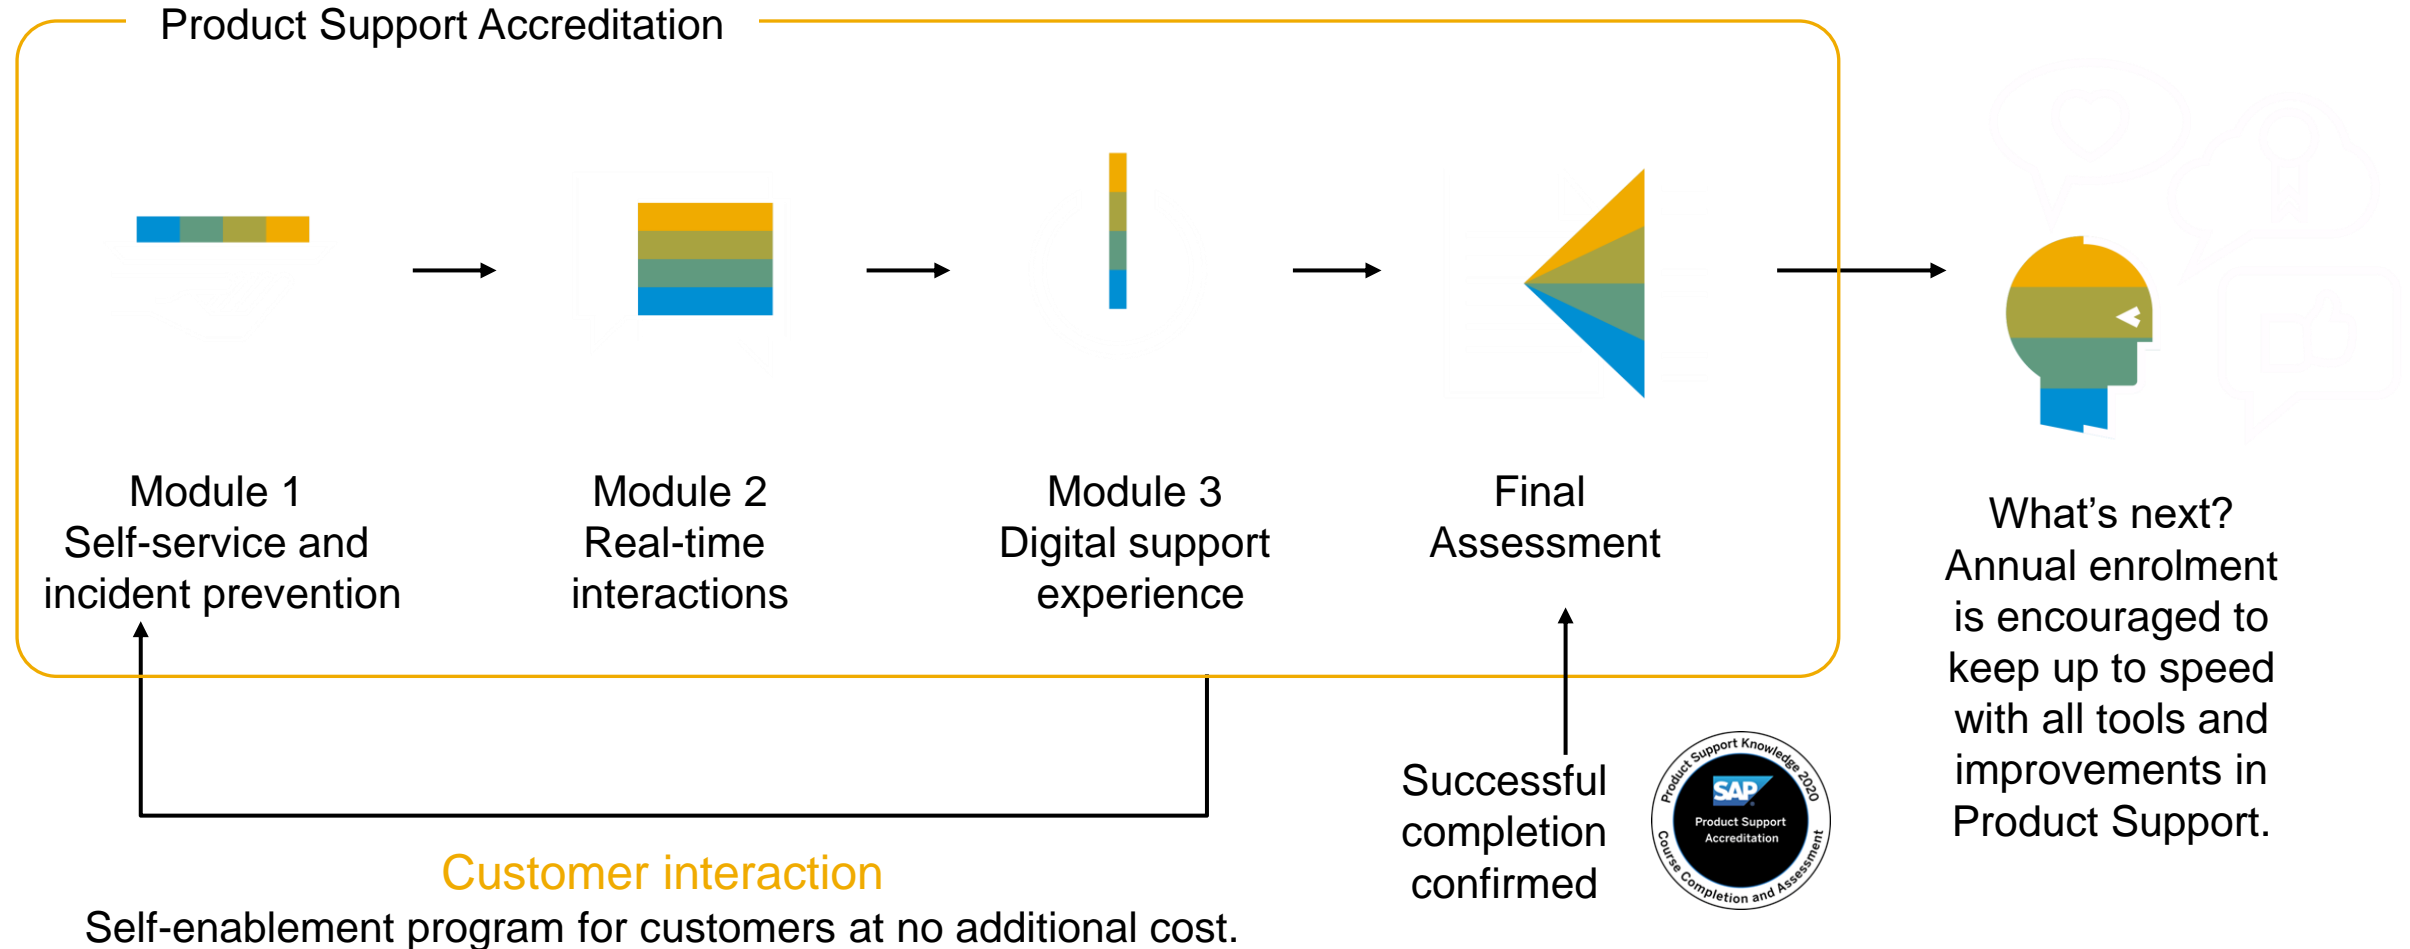 Product Support Accreditation
Module 1
Self-service and
incident prevention
Module 2
Real-time
interactions
Module 3
Digital support
experience
Final
Assessment
What’s next?
Annual enrolment
is encouraged to
keep up to speed
with all tools and
improvements in
Product Support.
Successful
completion
confirmed
Product Support Knowledge 2020
SAP
Product Support
Accreditation
Course Completion and Assessment
Customer interaction
Self-enablement program for customers at no additional cost.